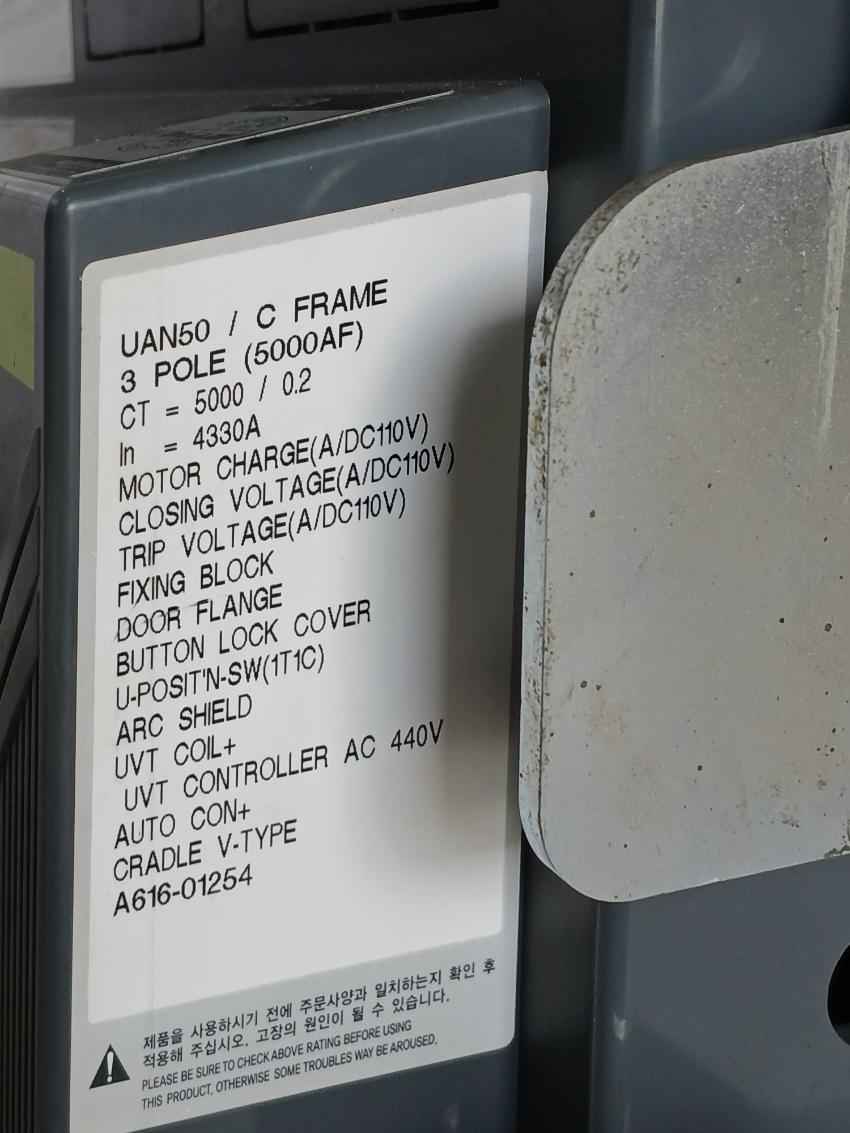 UAN50 / C FRAME
3 POLE (5000AF)
CT = 5000 / 0.2
In = 4330A
MOTOR CHARGE(A/DC110V)
CLOSING VOLTAGE(A/DC110V)
TRIP VOLTAGE(A/DC110V)
FIXING BLOCK
DOOR FLANGE
BUTTON LOCK COVER
U-POSIT'N-SW(1T1C)
ARC SHIELD
UVT COIL+
UVT CONTROLLER AC 440V
AUTO CON+
CRADLE V-TYPE
A616-01254
제품을 사용하시기 전에 주문사양과 일치하는지 확인 후
적용해 주십시오. 고장의 원인이 될 수 있습니다.
PLEASE BE SURE TO CHECK ABOVE RATING BEFORE USING
THIS PRODUCT, OTHERWISE SOME TROUBLES WAY BE AROUSED.